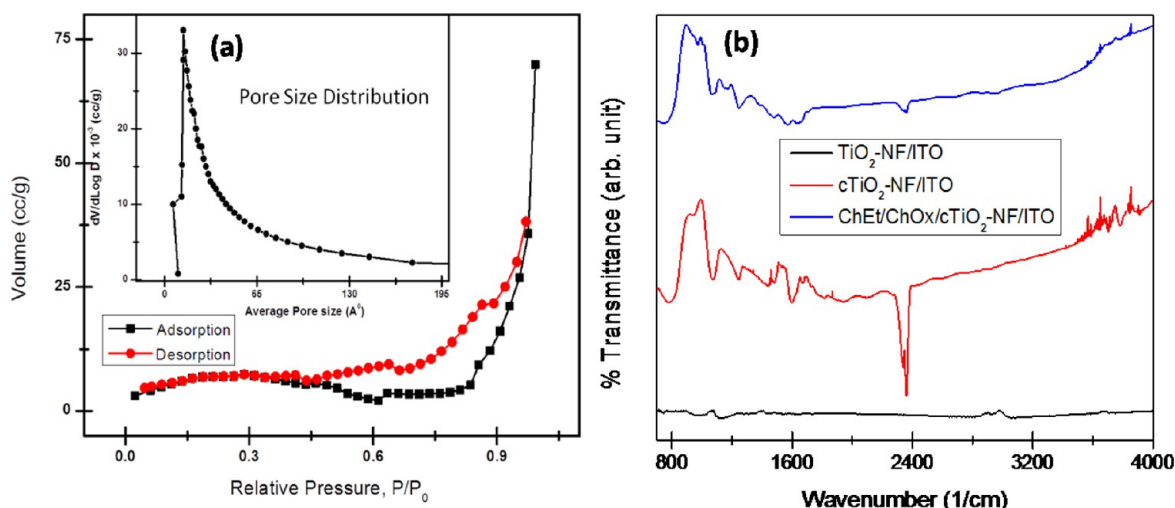 (a)
Pore Size Distribution
dV/dLog D x 10⁻³ (cc/g)
30
20
10
0
0 65 130 195
Average Pore size (A⁰)
Volume (cc/g)
75
50
25
0
Adsorption
Desorption
0.0 0.3 0.6 0.9
Relative Pressure, P/P₀
(b)
% Transmittance (arb. unit)
TiO₂-NF/ITO
cTiO₂-NF/ITO
ChEt/ChOx/cTiO₂-NF/ITO
800 1600 2400 3200 4000
Wavenumber (1/cm)